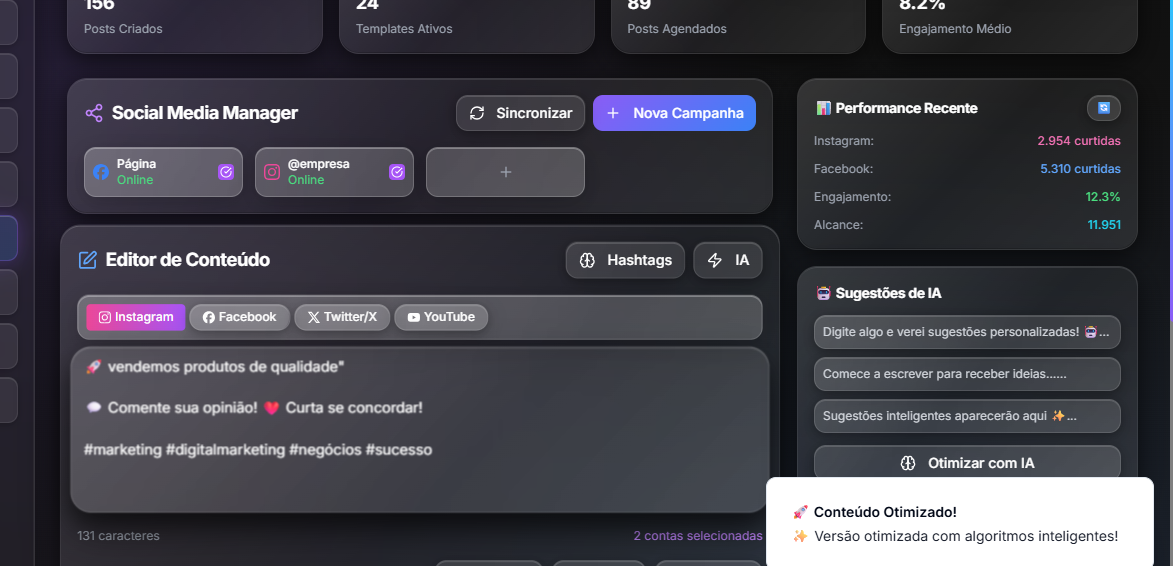 156
Posts Criados
24
Templates Ativos
89
Posts Agendados
8.2%
Engajamento Médio
Social Media Manager
Sincronizar
+ Nova Campanha
Página
Online
@empresa
Online
+
Editor de Conteúdo
Hashtags
IA
Instagram
Facebook
Twitter/X
YouTube
🚀 vendemos produtos de qualidade"
💬 Comente sua opinião! ❤️ Curta se concordar!
#marketing #digitalmarketing #negócios #sucesso
131 caracteres
2 contas selecionadas
📊 Performance Recente
Instagram: 2.954 curtidas
Facebook: 5.310 curtidas
Engajamento: 12.3%
Alcance: 11.951
🤖 Sugestões de IA
Digite algo e verei sugestões personalizadas! 🤖...
Comece a escrever para receber ideias......
Sugestões inteligentes aparecerão aqui ✨...
Otimizar com IA
🚀 Conteúdo Otimizado!
✨ Versão otimizada com algoritmos inteligentes!